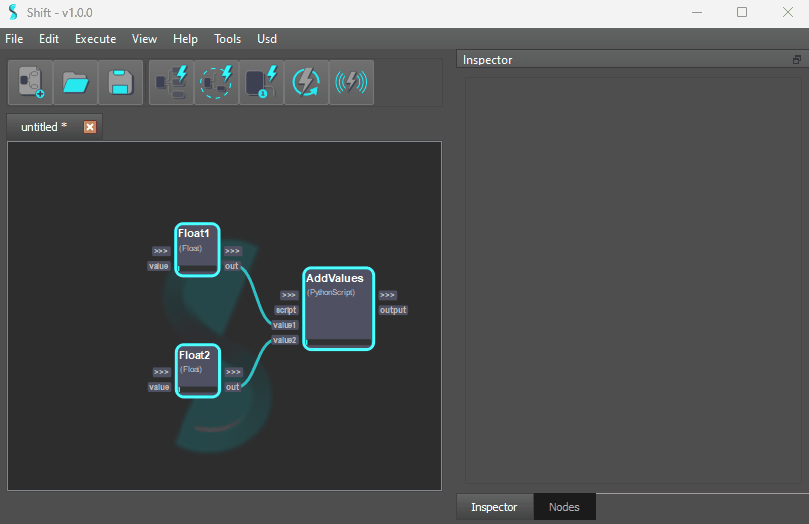 Shift - v1.0.0
File Edit Execute View Help Tools Usd
Inspector
untitled *
Float1
(Float)
>>> >>>
value out
AddValues
(PythonScript)
>>> >>>
script output
value1
value2
Float2
(Float)
>>> >>>
value out
Inspector Nodes